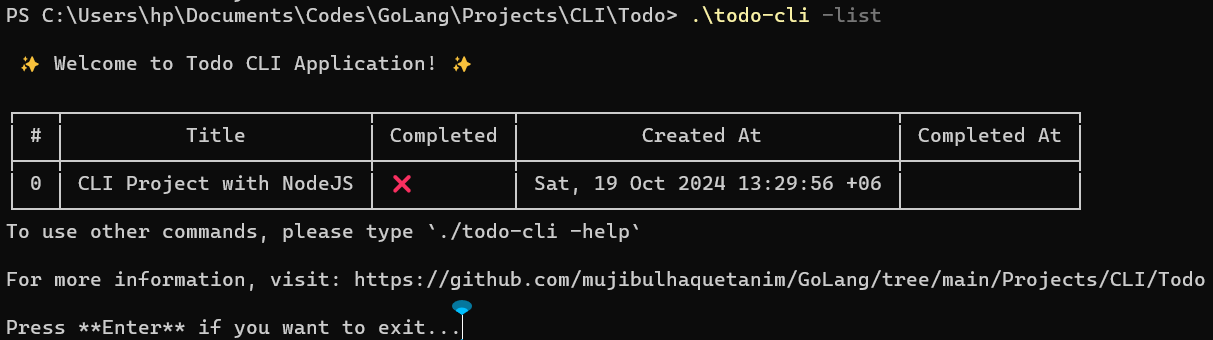 PS C:\Users\hp\Documents\Codes\GoLang\Projects\CLI\Todo> .\todo-cli -list
✨ Welcome to Todo CLI Application! ✨
# Title Completed Created At Completed At
0 CLI Project with NodeJS ❌ Sat, 19 Oct 2024 13:29:56 +06
To use other commands, please type `./todo-cli -help`
For more information, visit: https://github.com/mujibulhaquetanim/GoLang/tree/main/Projects/CLI/Todo
Press **Enter** if you want to exit...